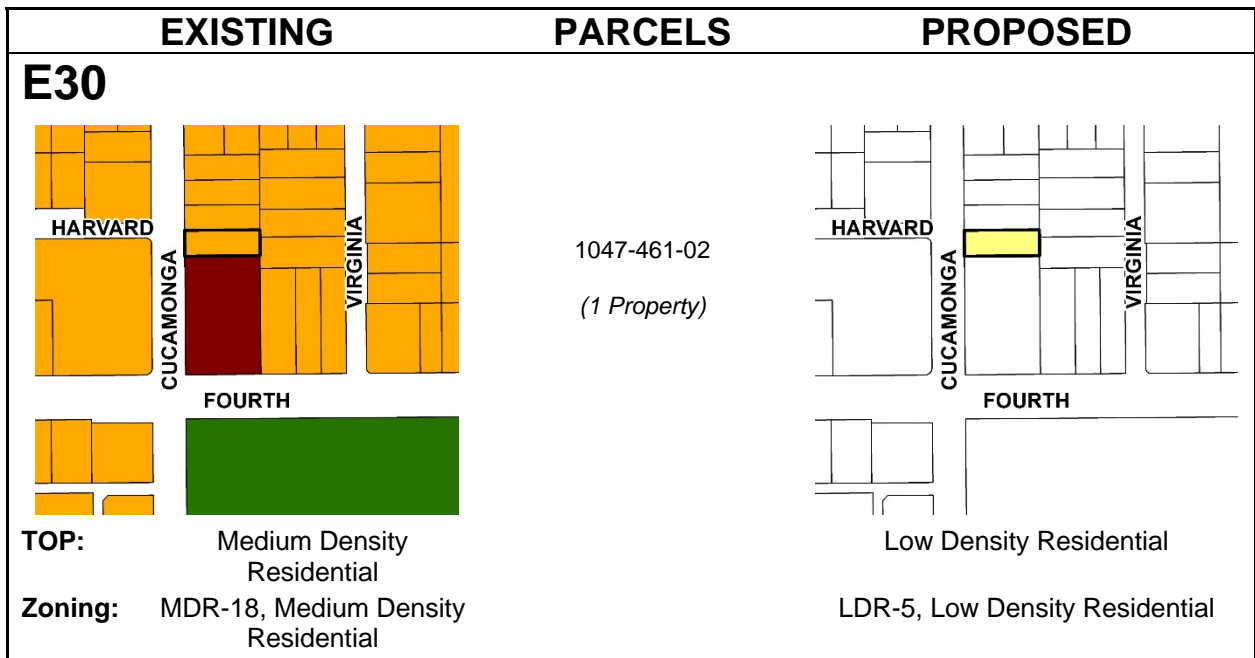 EXISTING PARCELS PROPOSED
E30
HARVARD
CUCAMONGA
VIRGINIA
FOURTH
1047-461-02
(1 Property)
HARVARD
CUCAMONGA
VIRGINIA
FOURTH
TOP: Medium Density
Residential
Low Density Residential
Zoning: MDR-18, Medium Density
Residential
LDR-5, Low Density Residential